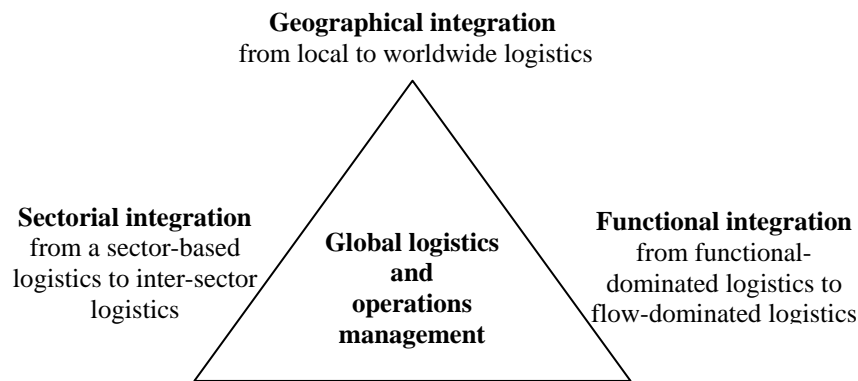 Geographical integration
from local to worldwide logistics
Sectorial integration
from a sector-based
logistics to inter-sector
logistics
Global logistics
and
operations
management
Functional integration
from functional-
dominated logistics to
flow-dominated logistics